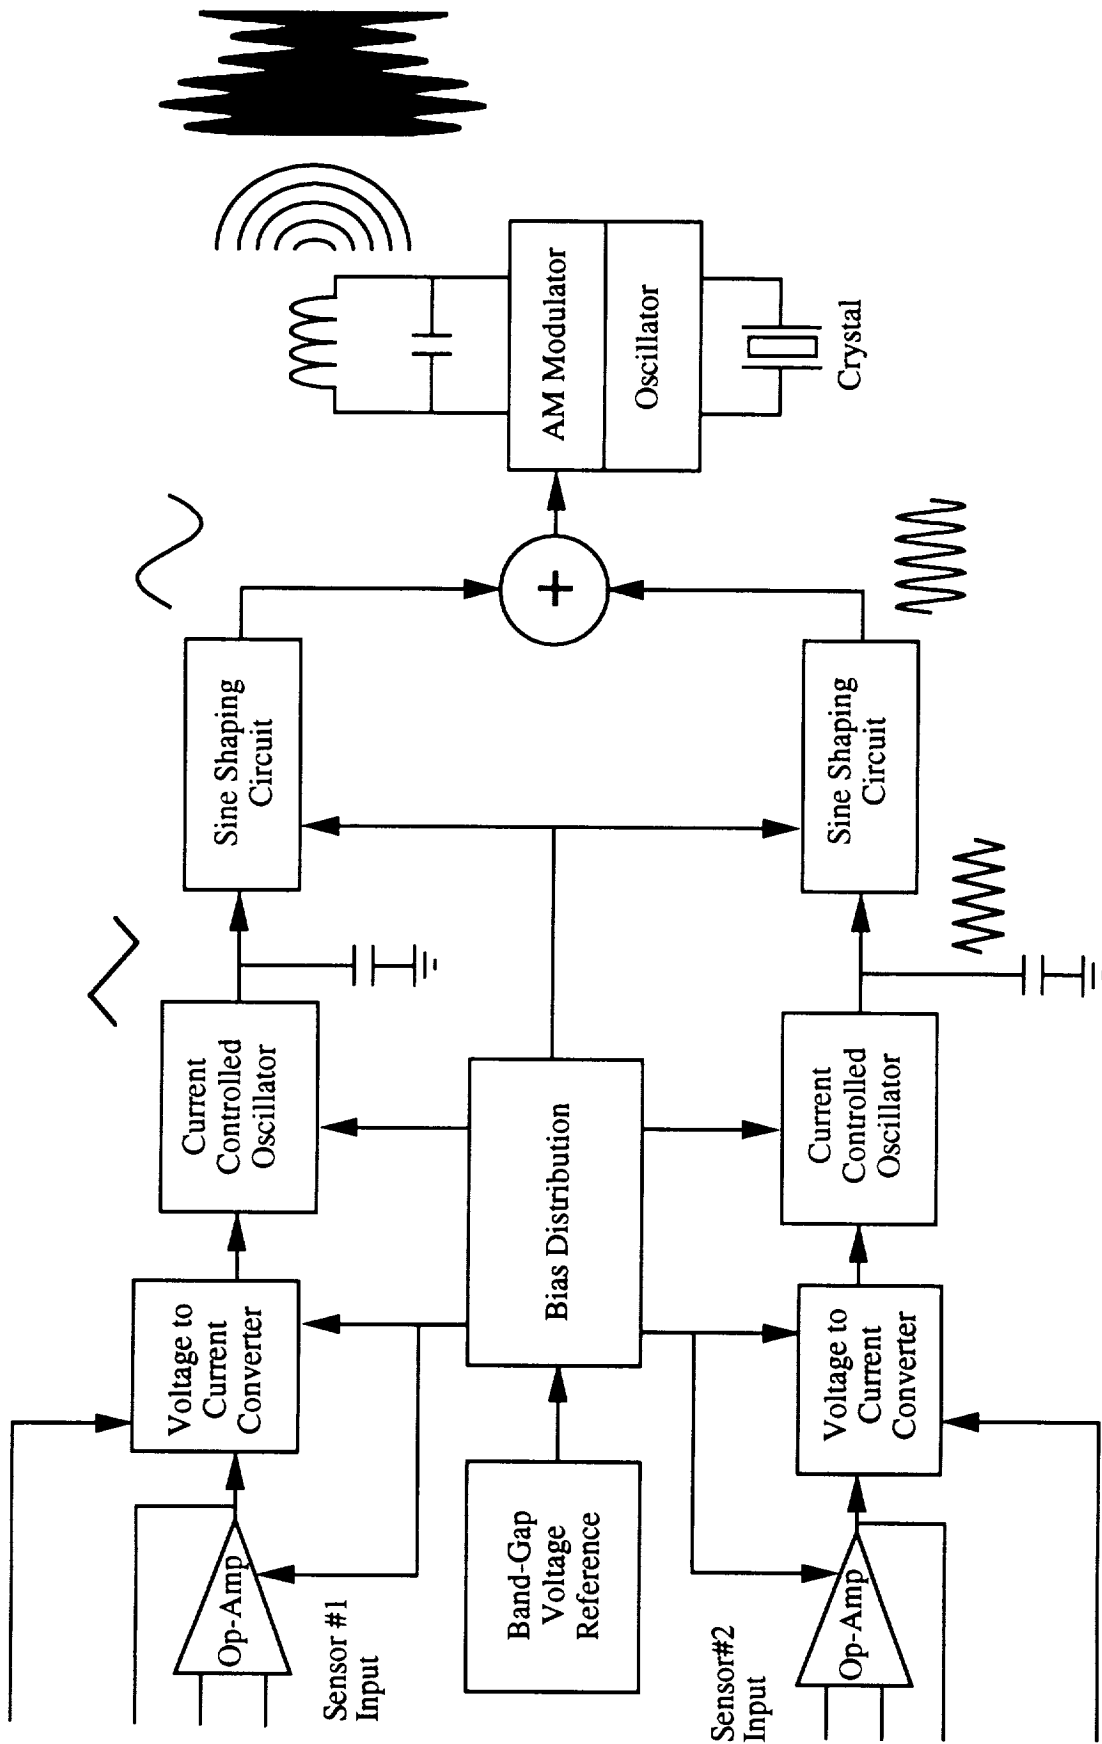 Op-Amp
Sensor #1
Input
Voltage to
Current
Converter
Current
Controlled
Oscillator
Sine Shaping
Circuit
Band-Gap
Voltage
Reference
Bias Distribution
+
AM Modulator
Oscillator
Crystal
Sensor#2
Input
Op-Amp
Voltage to
Current
Converter
Current
Controlled
Oscillator
Sine Shaping
Circuit